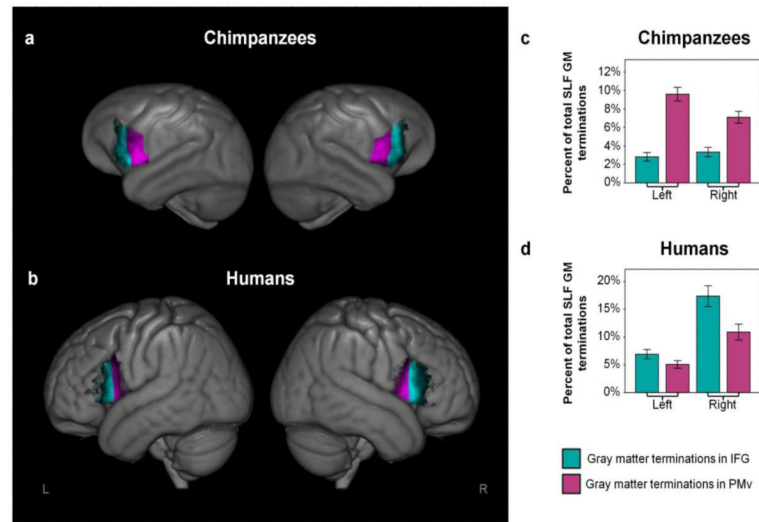 a
Chimpanzees
b
Humans
L
R
c
Chimpanzees
Percent of total SLF GM
terminations
12%
10%
8%
6%
4%
2%
0%
Left
Right
d
Humans
Percent of total SLF GM
terminations
20%
15%
10%
5%
0%
Left
Right
Gray matter terminations in IFG
Gray matter terminations in PMv